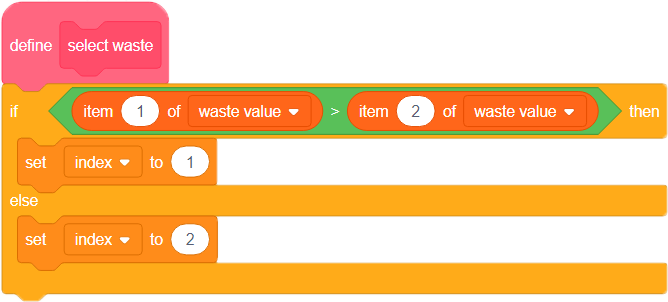 define select waste
if item 1 of waste value > item 2 of waste value then
set index to 1
else
set index to 2